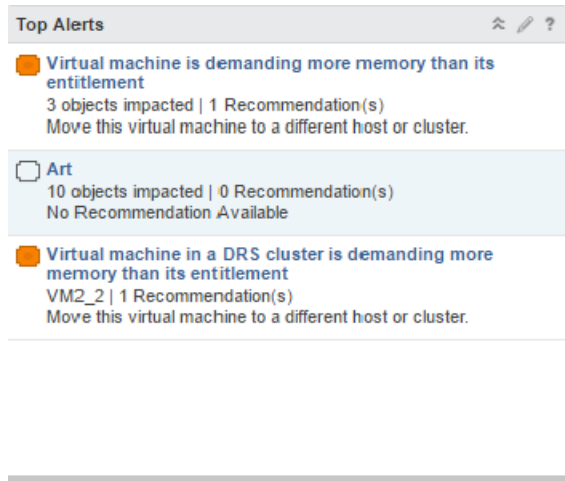 Top Alerts ?
Virtual machine is demanding more memory than its
entitlement
3 objects impacted | 1 Recommendation(s)
Move this virtual machine to a different host or cluster.
Art
10 objects impacted | 0 Recommendation(s)
No Recommendation Available
Virtual machine in a DRS cluster is demanding more
memory than its entitlement
VM2_2 | 1 Recommendation(s)
Move this virtual machine to a different host or cluster.